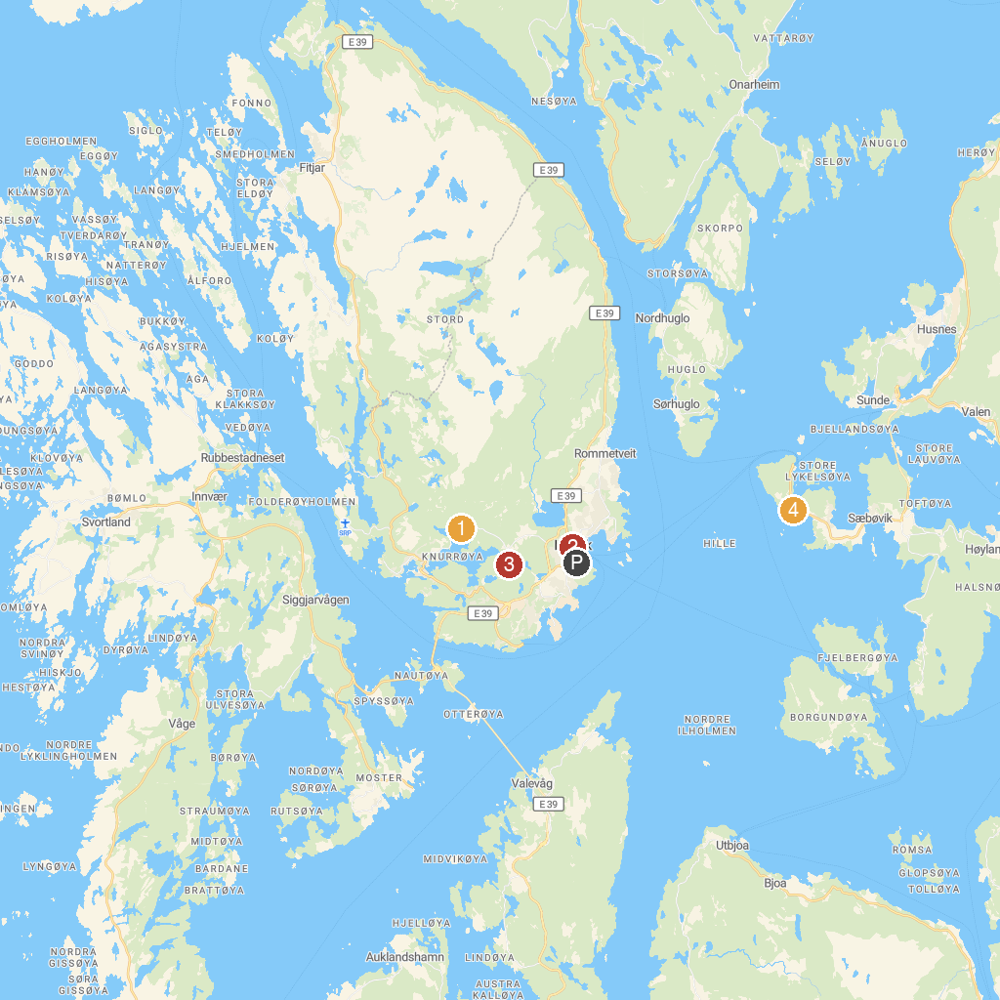 E39
VATTARØY
Onarheim
FONNO
NESØYA
SIGLO
TELØY
EGGHOLMEN
EGGØY
ÅNUGLO
SMEDHOLMEN
HERØY
SELØY
Fitjar
E39
HANØY
STORA
ELDØY
LANGØY
KLAMSØYA
SELSØY
VASSØY
SKORPO
TVERDARØY
TRANØY
HJELMEN
RISØYA
NATTERØY
STORSØYA
ÅLFORO
HISØYA
KOLØYA
E39
Nordhuglo
STORD
BUKKØY
Husnes
KOLØY
AGASYSTRA
GODDO
HUGLO
AGA
LANGØYA
STORA
KLAKKSØY
Sunde
Sørhuglo
Valen
VEDØYA
BJELLANDSØYA
Rommetveit
KLOVØYA
Rubbestadneset
STORE
LAUVØYA
STORE
LYKELSØYA
E39
BØMLO
Innvær
FOLDERØYHOLMEN
TOFTØYA
4
Svortland
Sæbøvik
SRP
1
HILLE
2
KNURRØYA
3
P
Siggjarvågen
E39
LINDØYA
NORDRA
SVINØY
DYRØYA
FJELBERGØYA
HISKJO
HESTØYA
NAUTØYA
STORA
ULVESØYA
SPYSSØYA
OTTERØYA
Våge
NORDRE
ILHOLMEN
BORGUNDØYA
NORDRE
LYKLINGHOLMEN
BØRØYA
NORDØYA
MOSTER
Valevåg
SØRØYA
E39
STRAUMØYA
RUTSØYA
MIDTØYA
Utbjoa
ROMSA
LYNGØYA
BARDANE
MIDVIKØYA
GLOPSØYA
Bjoa
TOLLØYA
BRATTØYA
HJELLØYA
NORDRA
GISSØYA
Auklandshamn
LINDØYA
SØRA
GISSØYA
AUSTRA
KALLØYA